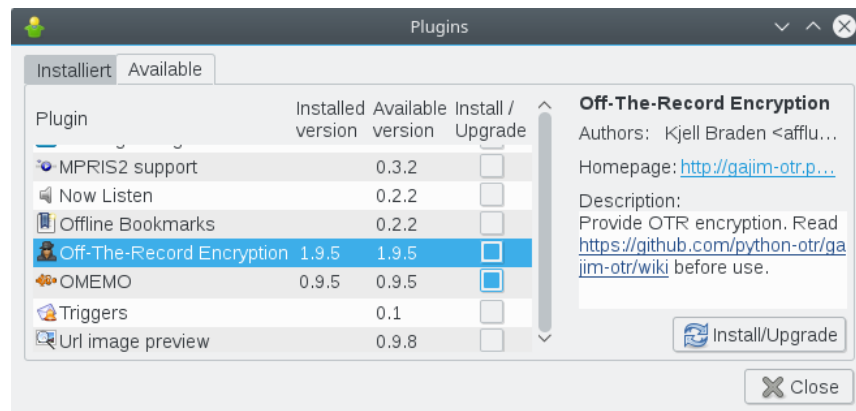 Plugins
Installiert Available
Plugin
Installed version
Available version
Install / Upgrade
MPRIS2 support 0.3.2
Now Listen 0.2.2
Offline Bookmarks 0.2.2
Off-The-Record Encryption 1.9.5 1.9.5
OMEMO 0.9.5 0.9.5
Triggers 0.1
Url image preview 0.9.8
Off-The-Record Encryption
Authors: Kjell Braden <afflu...
Homepage: http://gajim-otr.p...
Description:
Provide OTR encryption. Read
https://github.com/python-otr/ga
jim-otr/wiki before use.
Install/Upgrade
Close